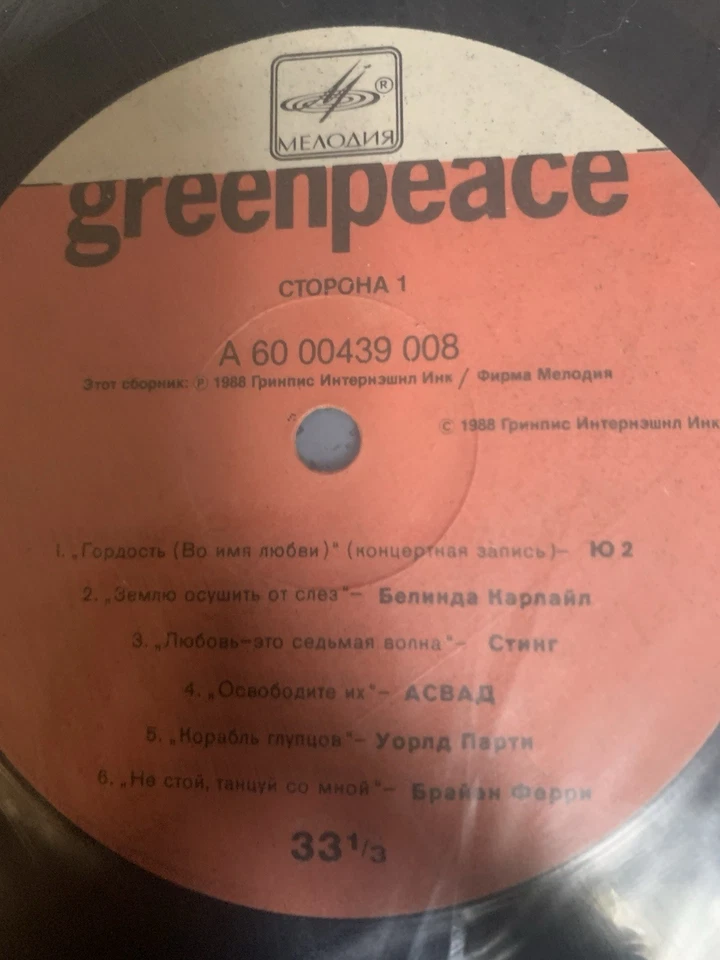 МЕЛОДИЯ ®
greenpeace
СТОРОНА 1
А 60 00439 008
Этот сборник: ℗ 1988 Гринпис Интернэшнл Инк / Фирма Мелодия
© 1988 Гринпис Интернэшнл Инк
1. „Гордость (Во имя любви)" (концертная запись)– Ю 2
2. „Землю осушить от слез"– Белинда Карлайл
3. „Любовь–это седьмая волна"– Стинг
4. „Освободите их"– АСВАД
5. „Корабль глупцов"– Уорлд Парти
6. „Не стой, танцуй со мной"– Брайан Ферри
33 1/3